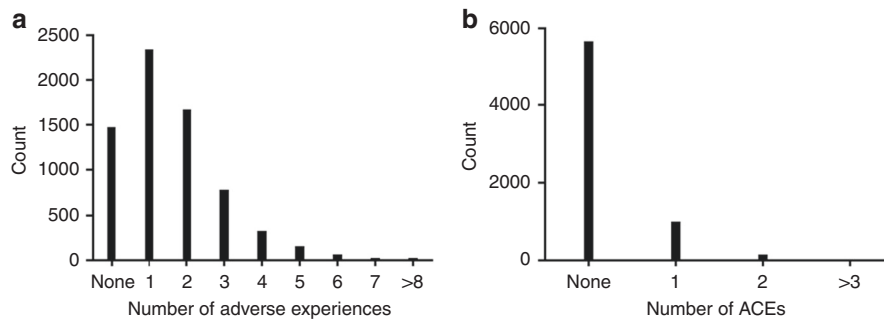 a
2500
2000
1500
1000
500
0
Count
None 1 2 3 4 5 6 7 >8
Number of adverse experiences
b
6000
4000
2000
0
Count
None 1 2 >3
Number of ACEs